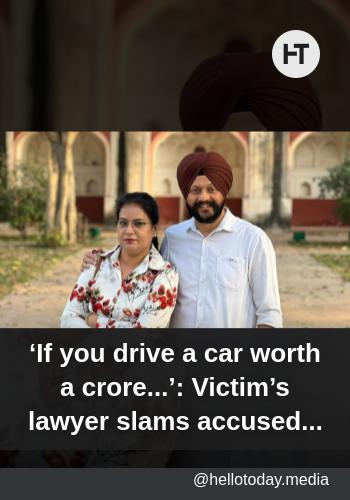 HT
‘If you drive a car worth
a crore...’: Victim’s
lawyer slams accused...
@hellotoday.media